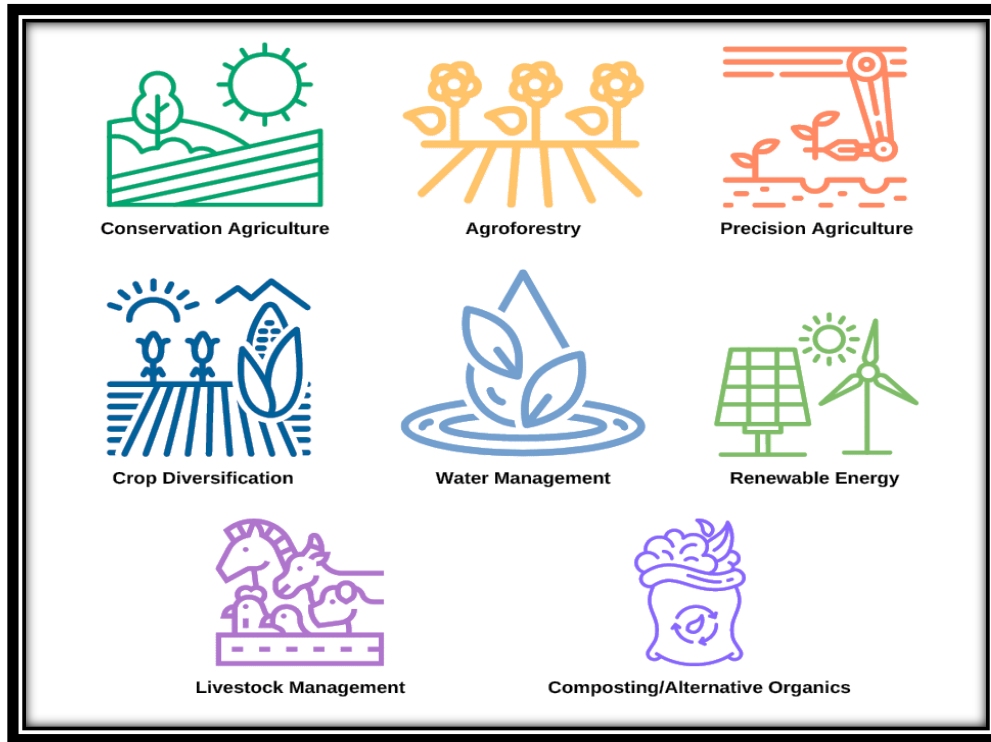 Conservation Agriculture
Agroforestry
Precision Agriculture
Crop Diversification
Water Management
Renewable Energy
Livestock Management
Composting/Alternative Organics